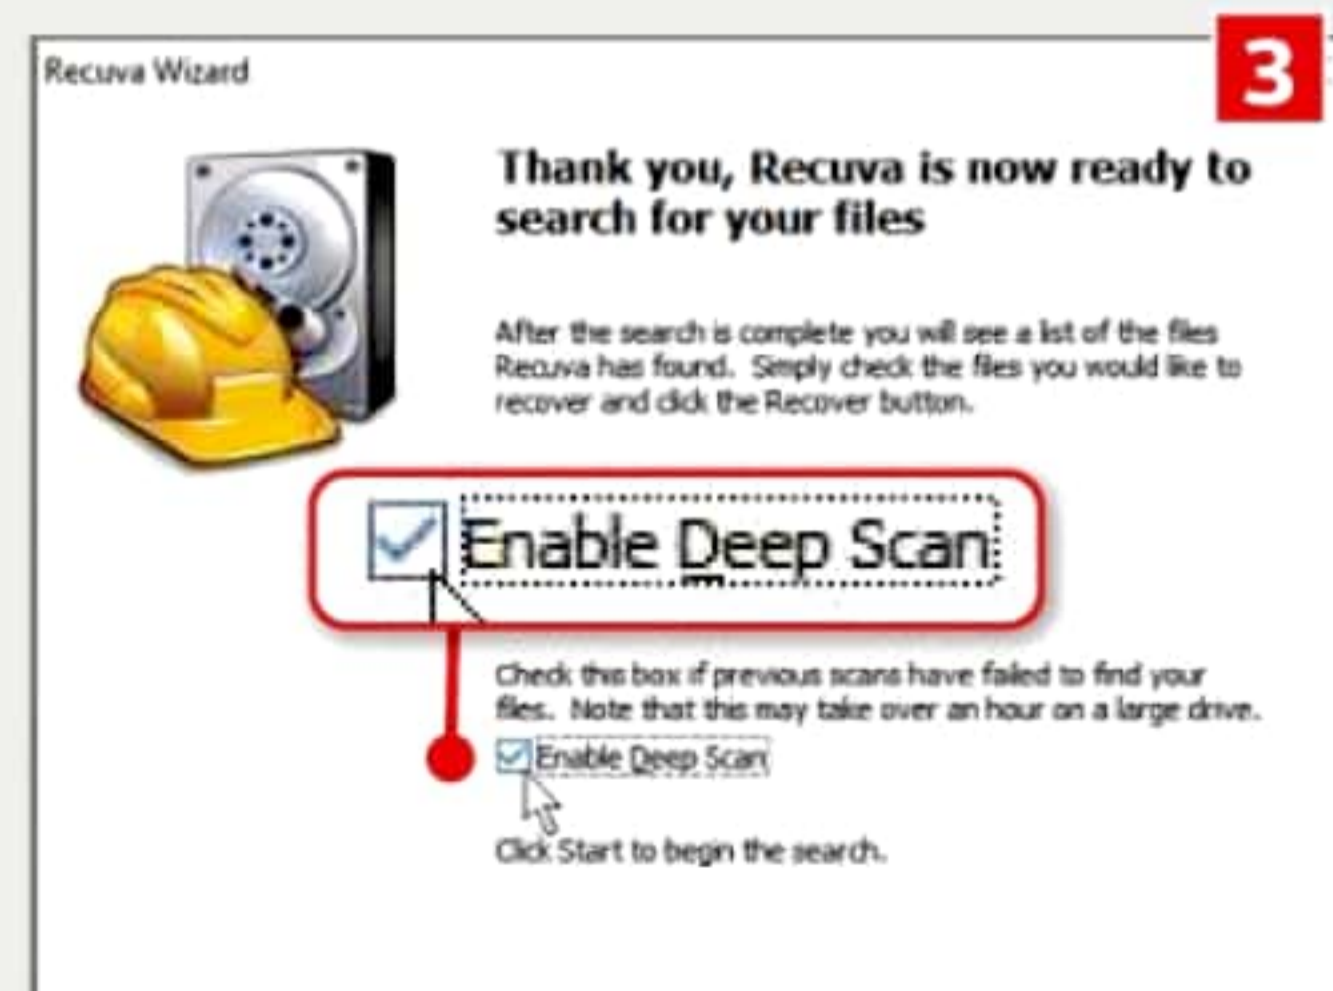 3
Recuva Wizard
Thank you, Recuva is now ready to
search for your files
After the search is complete you will see a list of the files
Recuva has found.  Simply check the files you would like to
recover and click the Recover button.
Enable Deep Scan
Check this box if previous scans have failed to find your
files.  Note that this may take over an hour on a large drive.
Enable Deep Scan
Click Start to begin the search.